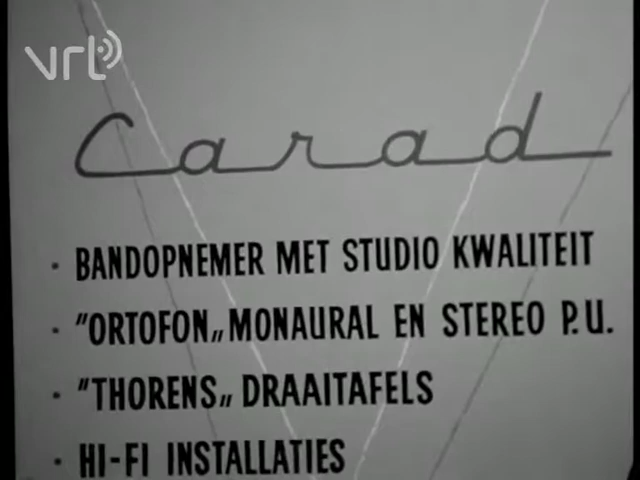 vrt
Carad
· BANDOPNEMER MET STUDIO KWALITEIT
· "ORTOFON„ MONAURAL EN STEREO P.U.
· "THORENS„ DRAAITAFELS
· HI-FI INSTALLATIES